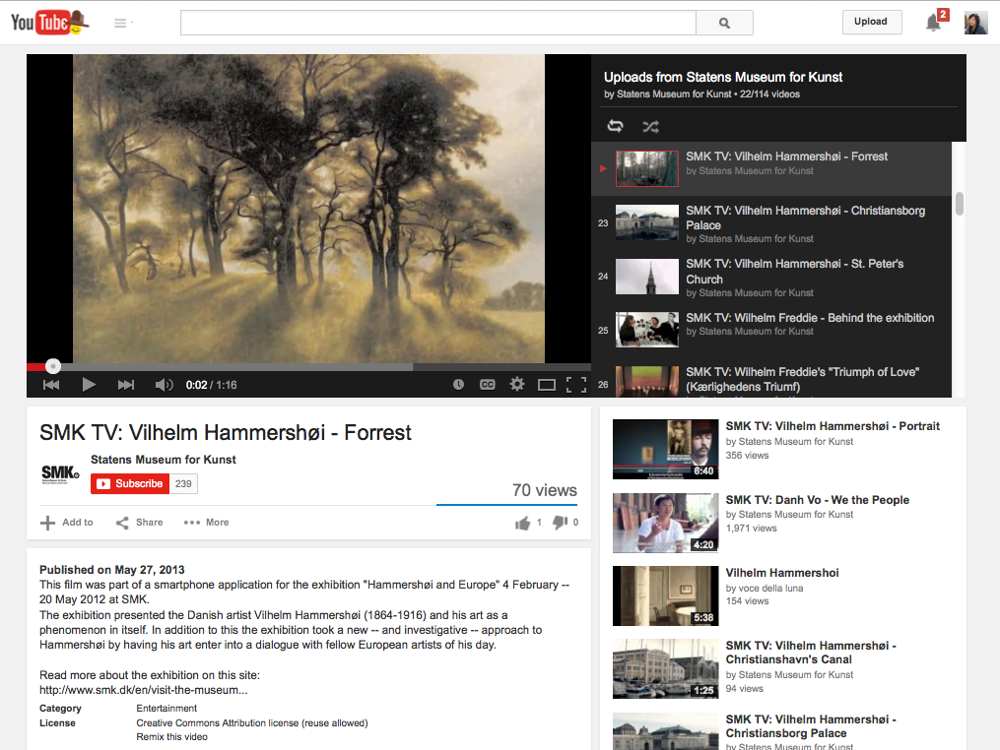 YouTube
Upload
2
Uploads from Statens Museum for Kunst
by Statens Museum for Kunst • 22/114 videos
SMK TV: Vilhelm Hammershøi - Forrest
by Statens Museum for Kunst
23
SMK TV: Vilhelm Hammershøi - Christiansborg
Palace
by Statens Museum for Kunst
24
SMK TV: Vilhelm Hammershøi - St. Peter's
Church
by Statens Museum for Kunst
25
SMK TV: Wilhelm Freddie - Behind the exhibition
by Statens Museum for Kunst
26
SMK TV: Wilhelm Freddie's "Triumph of Love"
(Kærlighedens Triumf)
0:02 / 1:16
CC
SMK TV: Vilhelm Hammershøi - Forrest
SMK
Statens Museum for Kunst
Subscribe 239
70 views
Add to
Share
More
1
0
Published on May 27, 2013
This film was part of a smartphone application for the exhibition "Hammershøi and Europe" 4 February --
20 May 2012 at SMK.
The exhibition presented the Danish artist Vilhelm Hammershøi (1864-1916) and his art as a
phenomenon in itself. In addition to this the exhibition took a new -- and investigative -- approach to
Hammershøi by having his art enter into a dialogue with fellow European artists of his day.
Read more about the exhibition on this site:
http://www.smk.dk/en/visit-the-museum...
Category Entertainment
License Creative Commons Attribution license (reuse allowed)
Remix this video
6:40
SMK TV: Vilhelm Hammershøi - Portrait
by Statens Museum for Kunst
356 views
4:20
SMK TV: Danh Vo - We the People
by Statens Museum for Kunst
1,971 views
5:38
Vilhelm Hammershoi
by voce della luna
154 views
1:25
SMK TV: Vilhelm Hammershøi -
Christianshavn's Canal
by Statens Museum for Kunst
94 views
SMK TV: Vilhelm Hammershøi -
Christiansborg Palace
by Statens Museum for Kunst